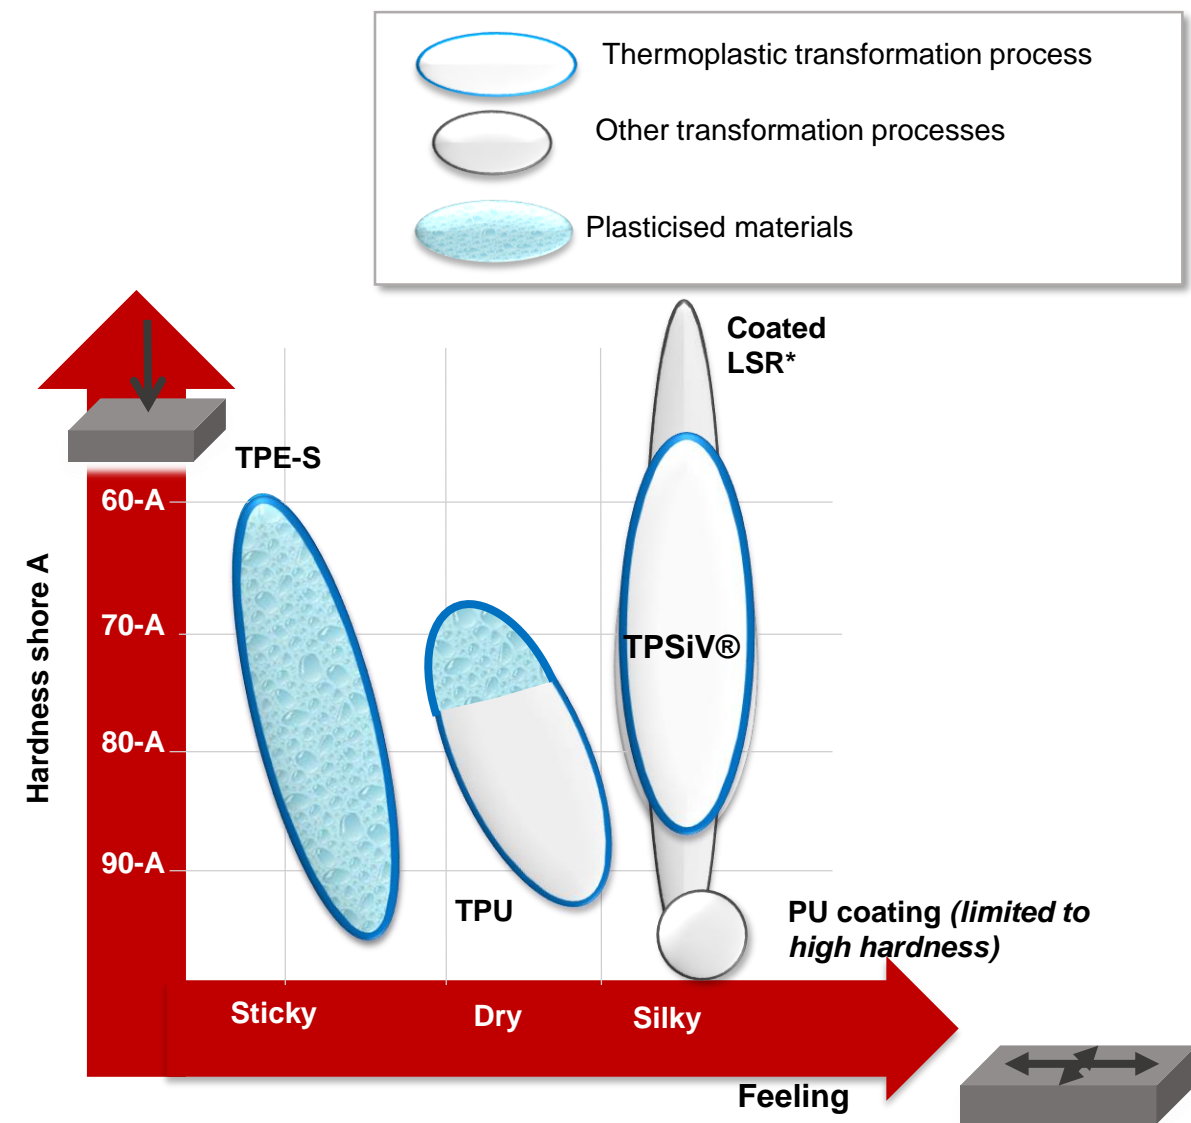 Thermoplastic transformation process
Other transformation processes
Plasticised materials
Coated
LSR*
TPE-S
60-A
70-A
TPSiV®
80-A
90-A
Hardness shore A
TPU
PU coating (limited to
high hardness)
Sticky
Dry
Silky
Feeling